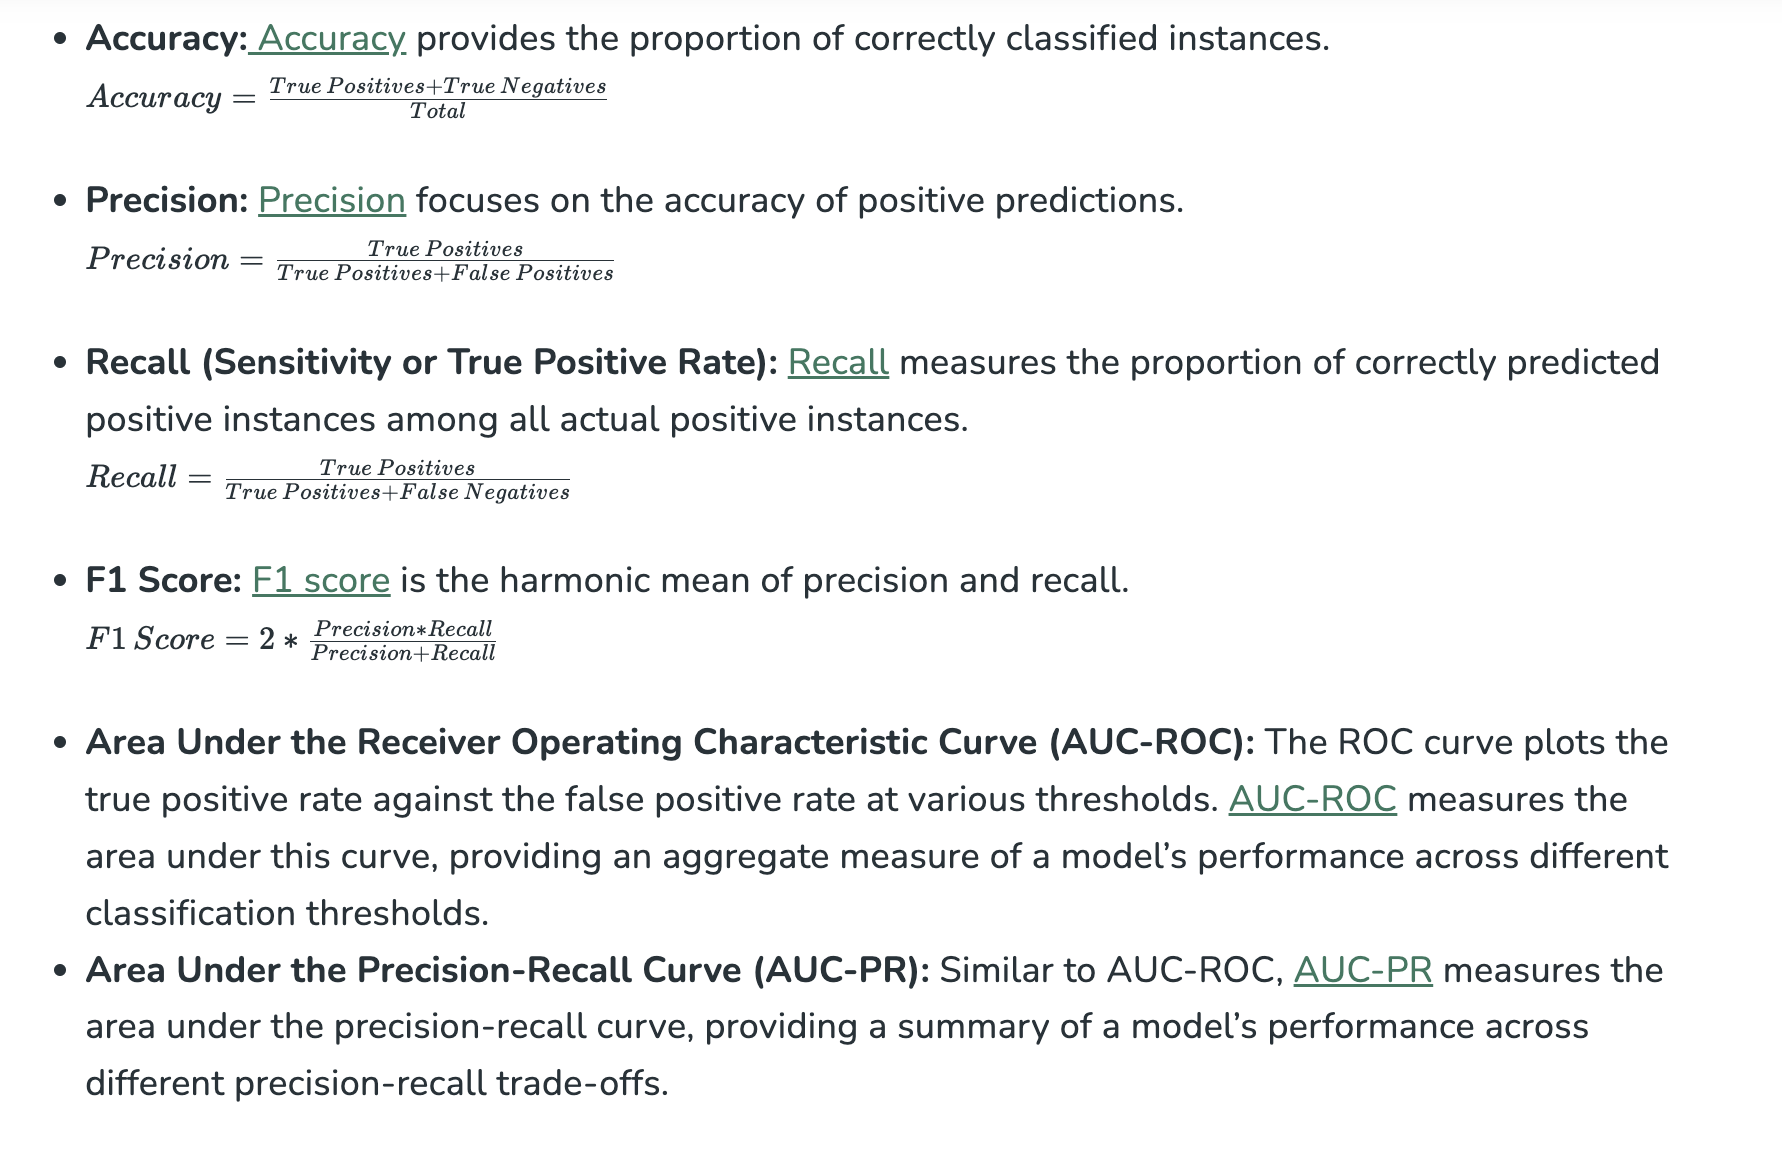 • Accuracy: Accuracy provides the proportion of correctly classified instances.
Accuracy = True Positives+True Negatives / Total
• Precision: Precision focuses on the accuracy of positive predictions.
Precision = True Positives / True Positives+False Positives
• Recall (Sensitivity or True Positive Rate): Recall measures the proportion of correctly predicted
positive instances among all actual positive instances.
Recall = True Positives / True Positives+False Negatives
• F1 Score: F1 score is the harmonic mean of precision and recall.
F1 Score = 2 * Precision*Recall / Precision+Recall
• Area Under the Receiver Operating Characteristic Curve (AUC-ROC): The ROC curve plots the
true positive rate against the false positive rate at various thresholds. AUC-ROC measures the
area under this curve, providing an aggregate measure of a model’s performance across different
classification thresholds.
• Area Under the Precision-Recall Curve (AUC-PR): Similar to AUC-ROC, AUC-PR measures the
area under the precision-recall curve, providing a summary of a model’s performance across
different precision-recall trade-offs.